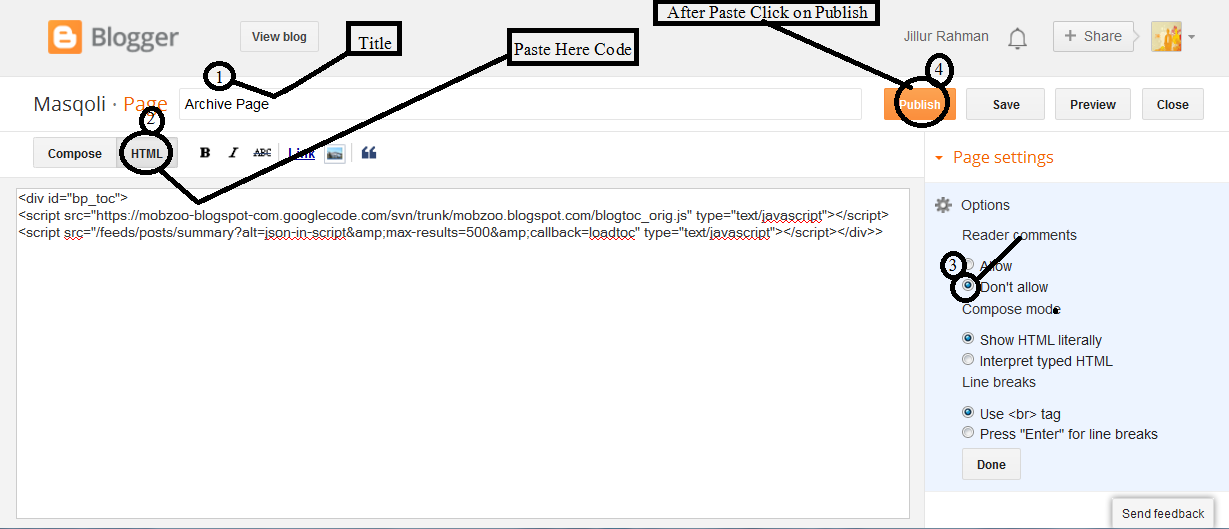 After Paste Click on Publish
Title
Paste Here Code
Blogger
View blog
Jillur Rahman
+ Share
1
4
Masqoli · Page
Archive Page
Publish
Save
Preview
Close
2
Compose
HTML
B I ABC Link
Page settings
<div id="bp_toc">
<script src="https://mobzoo-blogspot-com.googlecode.com/svn/trunk/mobzoo.blogspot.com/blogtoc_orig.js" type="text/javascript"></script>
<script src="/feeds/posts/summary?alt=json-in-script&amp;max-results=500&amp;callback=loadtoc" type="text/javascript"></script></div>>
Options
Reader comments
3
Allow
Don't allow
Compose mode
Show HTML literally
Interpret typed HTML
Line breaks
Use <br> tag
Press "Enter" for line breaks
Done
Send feedback